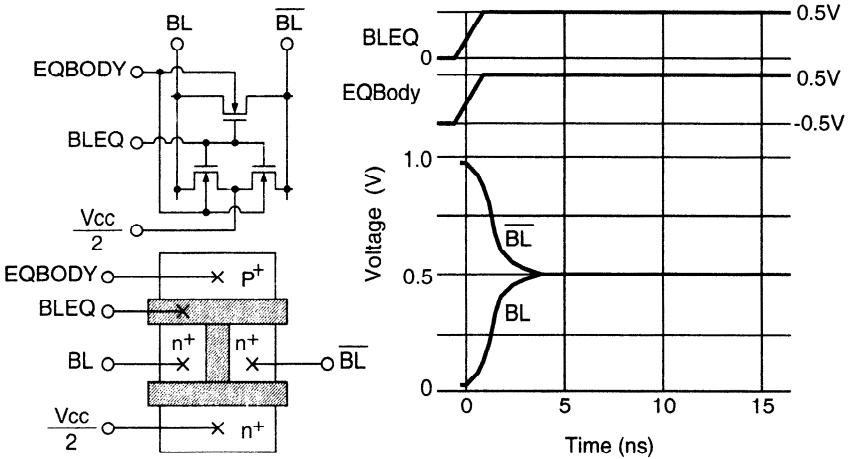 BL
BL
EQBODY
BLEQ
Vcc
2
EQBODY
P+
BLEQ
n+ n+
BL
BL
Vcc
2
n+
BLEQ
0
0.5V
EQBody
0.5V
-0.5V
Voltage (V)
1.0
0.5
0
BL
BL
0 5 10 15
Time (ns)